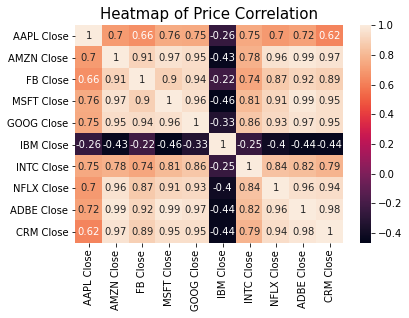 Heatmap of Price Correlation
AAPL Close 1 0.7 0.66 0.76 0.75 -0.26 0.75 0.7 0.72 0.62
AMZN Close 0.7 1 0.91 0.97 0.95 -0.43 0.78 0.96 0.99 0.97
FB Close 0.66 0.91 1 0.9 0.94 -0.22 0.74 0.87 0.92 0.89
MSFT Close 0.76 0.97 0.9 1 0.96 -0.46 0.81 0.91 0.99 0.95
GOOG Close 0.75 0.95 0.94 0.96 1 -0.33 0.86 0.93 0.97 0.95
IBM Close -0.26 -0.43 -0.22 -0.46 -0.33 1 -0.25 -0.4 -0.44 -0.44
INTC Close 0.75 0.78 0.74 0.81 0.86 -0.25 1 0.84 0.82 0.79
NFLX Close 0.7 0.96 0.87 0.91 0.93 -0.4 0.84 1 0.96 0.94
ADBE Close 0.72 0.99 0.92 0.99 0.97 -0.44 0.82 0.96 1 0.98
CRM Close 0.62 0.97 0.89 0.95 0.95 -0.44 0.79 0.94 0.98 1
AAPL Close
AMZN Close
FB Close
MSFT Close
GOOG Close
IBM Close
INTC Close
NFLX Close
ADBE Close
CRM Close
1.0
0.8
0.6
0.4
0.2
0.0
−0.2
−0.4